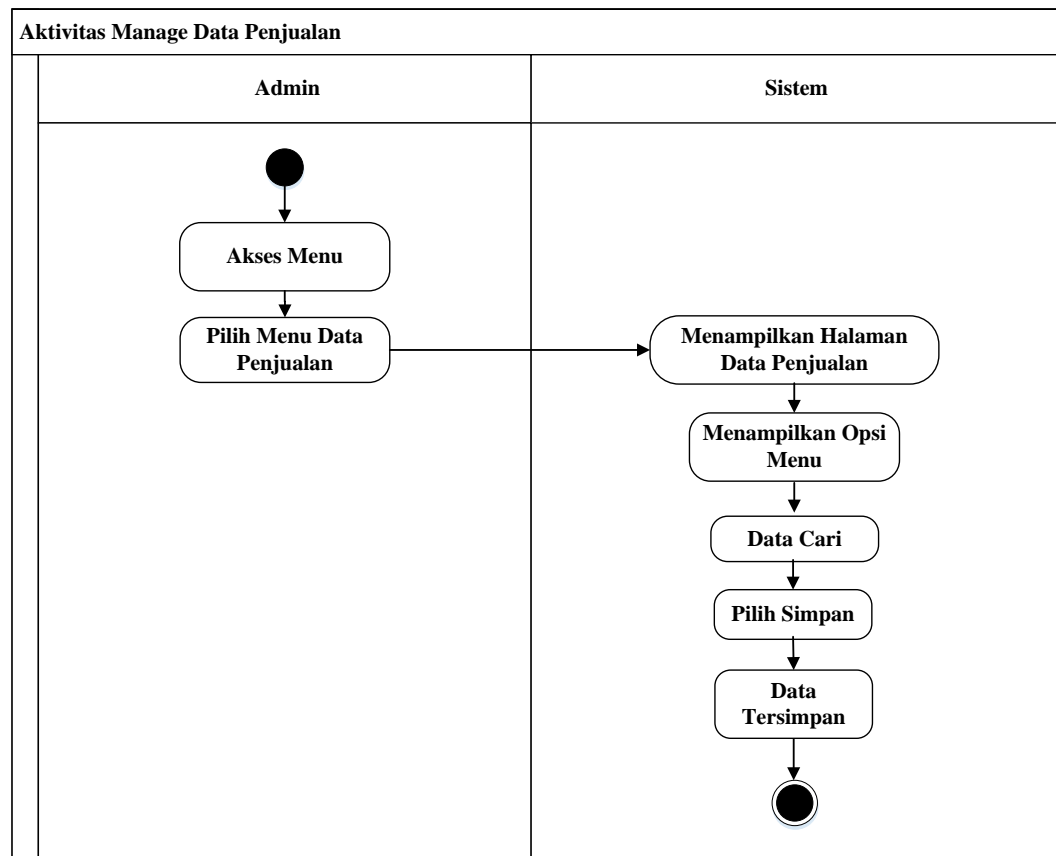 Aktivitas Manage Data Penjualan
Admin
Sistem
Akses Menu
Pilih Menu Data
Penjualan
Menampilkan Halaman
Data Penjualan
Menampilkan Opsi
Menu
Data Cari
Pilih Simpan
Data
Tersimpan